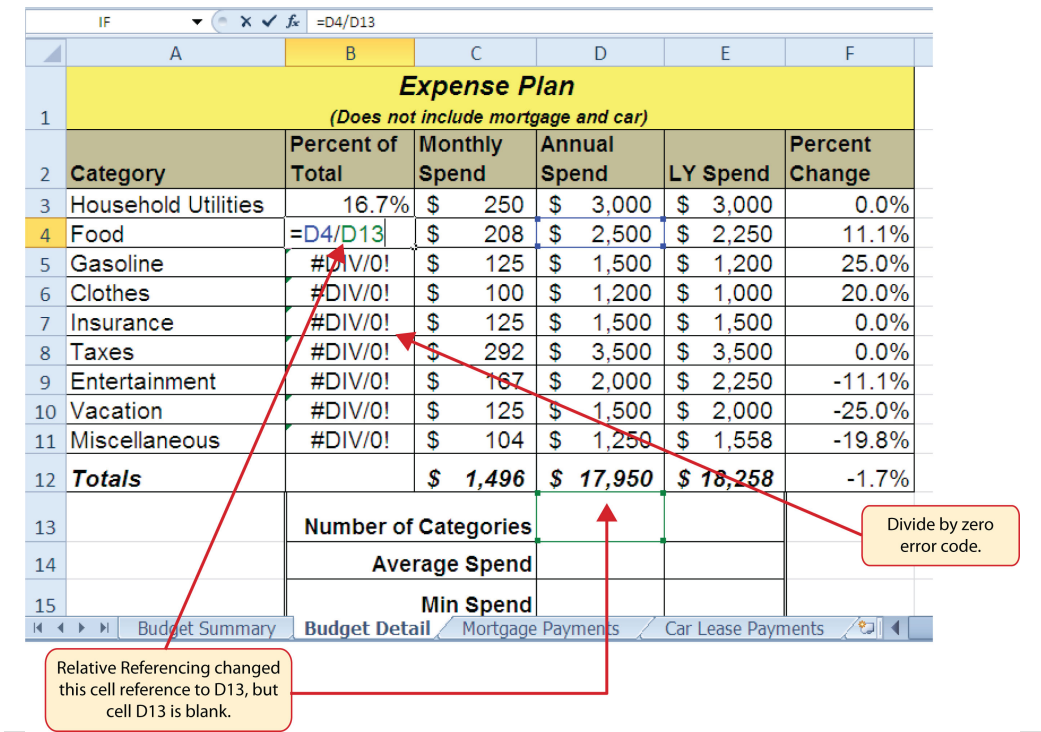 IF =D4/D13
A B C D E F
1 Expense Plan
(Does not include mortgage and car)
2 Category Percent of Total Monthly Spend Annual Spend LY Spend Percent Change
3 Household Utilities 16.7% $ 250 $ 3,000 $ 3,000 0.0%
4 Food =D4/D13 $ 208 $ 2,500 $ 2,250 11.1%
5 Gasoline #DIV/0! $ 125 $ 1,500 $ 1,200 25.0%
6 Clothes #DIV/0! $ 100 $ 1,200 $ 1,000 20.0%
7 Insurance #DIV/0! $ 125 $ 1,500 $ 1,500 0.0%
8 Taxes #DIV/0! $ 292 $ 3,500 $ 3,500 0.0%
9 Entertainment #DIV/0! $ 167 $ 2,000 $ 2,250 -11.1%
10 Vacation #DIV/0! $ 125 $ 1,500 $ 2,000 -25.0%
11 Miscellaneous #DIV/0! $ 104 $ 1,250 $ 1,558 -19.8%
12 Totals $ 1,496 $ 17,950 $ 18,258 -1.7%
13 Number of Categories
14 Average Spend
15 Min Spend
Budget Summary Budget Detail Mortgage Payments Car Lease Payments
Divide by zero
error code.
Relative Referencing changed
this cell reference to D13, but
cell D13 is blank.